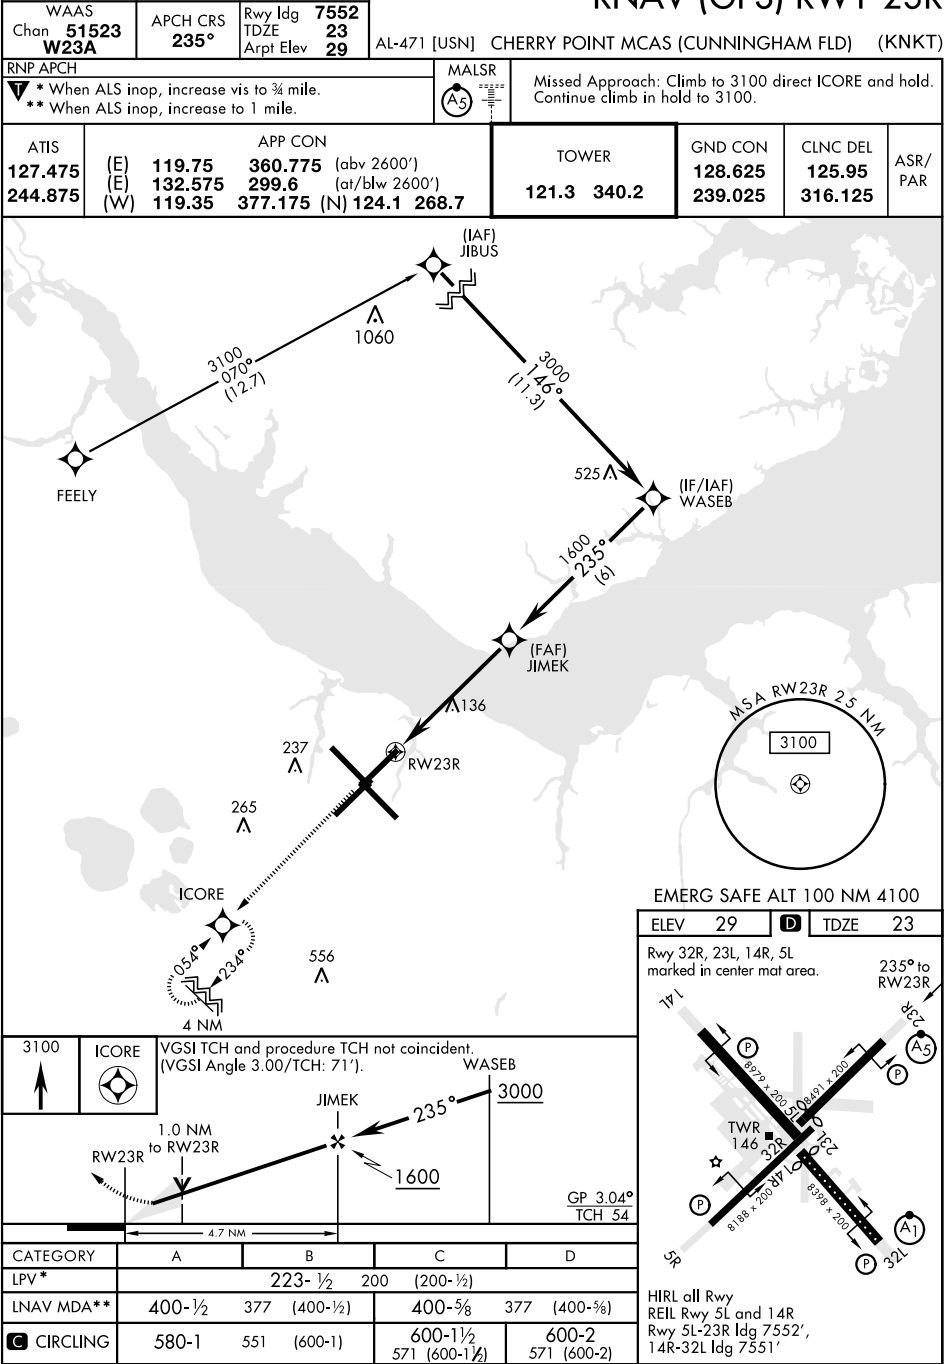 RNAV (GPS) RWY 23R
WAAS
Chan 51523
W23A
APCH CRS
235°
Rwy ldg 7552
TDZE 23
Arpt Elev 29
AL-471 [USN] CHERRY POINT MCAS (CUNNINGHAM FLD) (KNKT)
RNP APCH
T * When ALS inop, increase vis to ¾ mile.
** When ALS inop, increase to 1 mile.
MALSR
A5
Missed Approach: Climb to 3100 direct ICORE and hold.
Continue climb in hold to 3100.
ATIS
127.475
244.875
APP CON
(E) 119.75 360.775 (abv 2600')
(E) 132.575 299.6 (at/blw 2600')
(W) 119.35 377.175 (N) 124.1 268.7
TOWER
121.3 340.2
GND CON
128.625
239.025
CLNC DEL
125.95
316.125
ASR/
PAR
(IAF)
JIBUS
1060
3100
070°
(12.7)
3000
146°
(11.3)
FEELY
525
(IF/IAF)
WASEB
1600
235°
(6)
(FAF)
JIMEK
136
237
RW23R
265
MSA RW23R 25 NM
3100
ICORE
054°
234°
556
4 NM
EMERG SAFE ALT 100 NM 4100
ELEV 29 D TDZE 23
Rwy 32R, 23L, 14R, 5L
marked in center mat area.
235° to
RW23R
14L
23R
A5
P
P
8979 x 200
8491 x 200
5L
TWR
146
32R
23L
14R
P
8188 x 200
8398 x 200
A1
P
5R
32L
HIRL all Rwy
REIL Rwy 5L and 14R
Rwy 5L-23R ldg 7552',
14R-32L ldg 7551'
3100
ICORE
VGSI TCH and procedure TCH not coincident.
(VGSI Angle 3.00/TCH: 71').
WASEB
3000
JIMEK
235°
1.0 NM
to RW23R
RW23R
1600
GP 3.04°
TCH 54
4.7 NM
CATEGORY A B C D
LPV* 223-½ 200 (200-½)
LNAV MDA** 400-½ 377 (400-½) 400-⅝ 377 (400-⅝)
C CIRCLING 580-1 551 (600-1) 600-1½ 571 (600-1½) 600-2 571 (600-2)